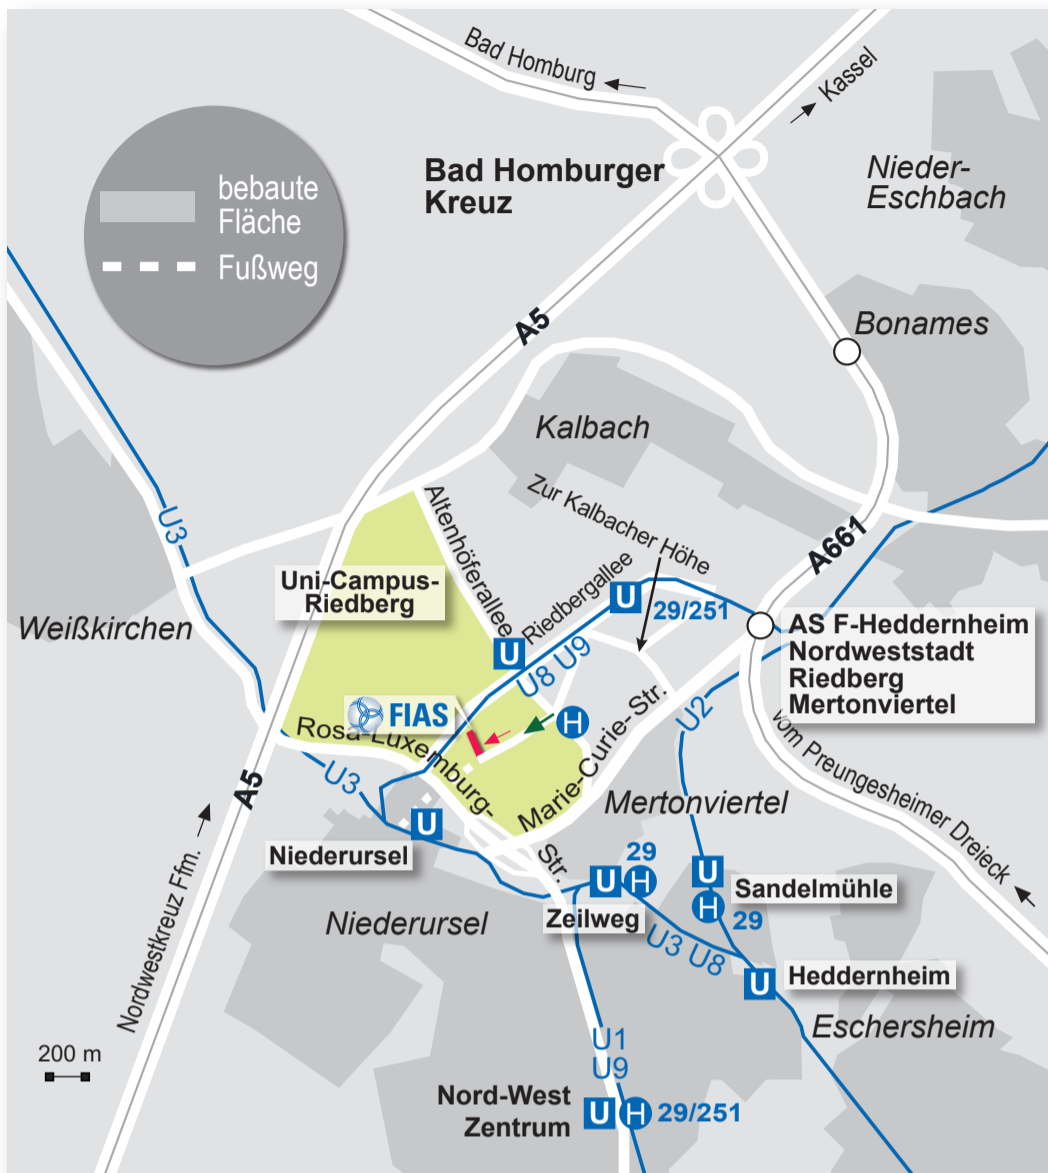 Bad Homburg
Kassel
Bad Homburger
Kreuz
Nieder-
Eschbach
bebaute
Fläche
Fußweg
A5
Bonames
Kalbach
U3
Altenhöferallee
Zur Kalbacher Höhe
A661
Uni-Campus-
Riedberg
Riedbergallee
U
29/251
Weißkirchen
AS F-Heddernheim
Nordweststadt
Riedberg
Mertonviertel
U
U8 U9
FIAS
H
U2
Rosa-Luxemburg-
Str.
Marie-Curie-Str.
vom Preungesheimer Dreieck
A5
U3
Mertonviertel
U
Niederursel
29
U
H
Zeilweg
U
Sandelmühle
H
29
Niederursel
U3 U8
Heddernheim
U
Eschersheim
Nordwestkreuz Ffm.
200 m
U1
U9
Nord-West
Zentrum
U
H
29/251